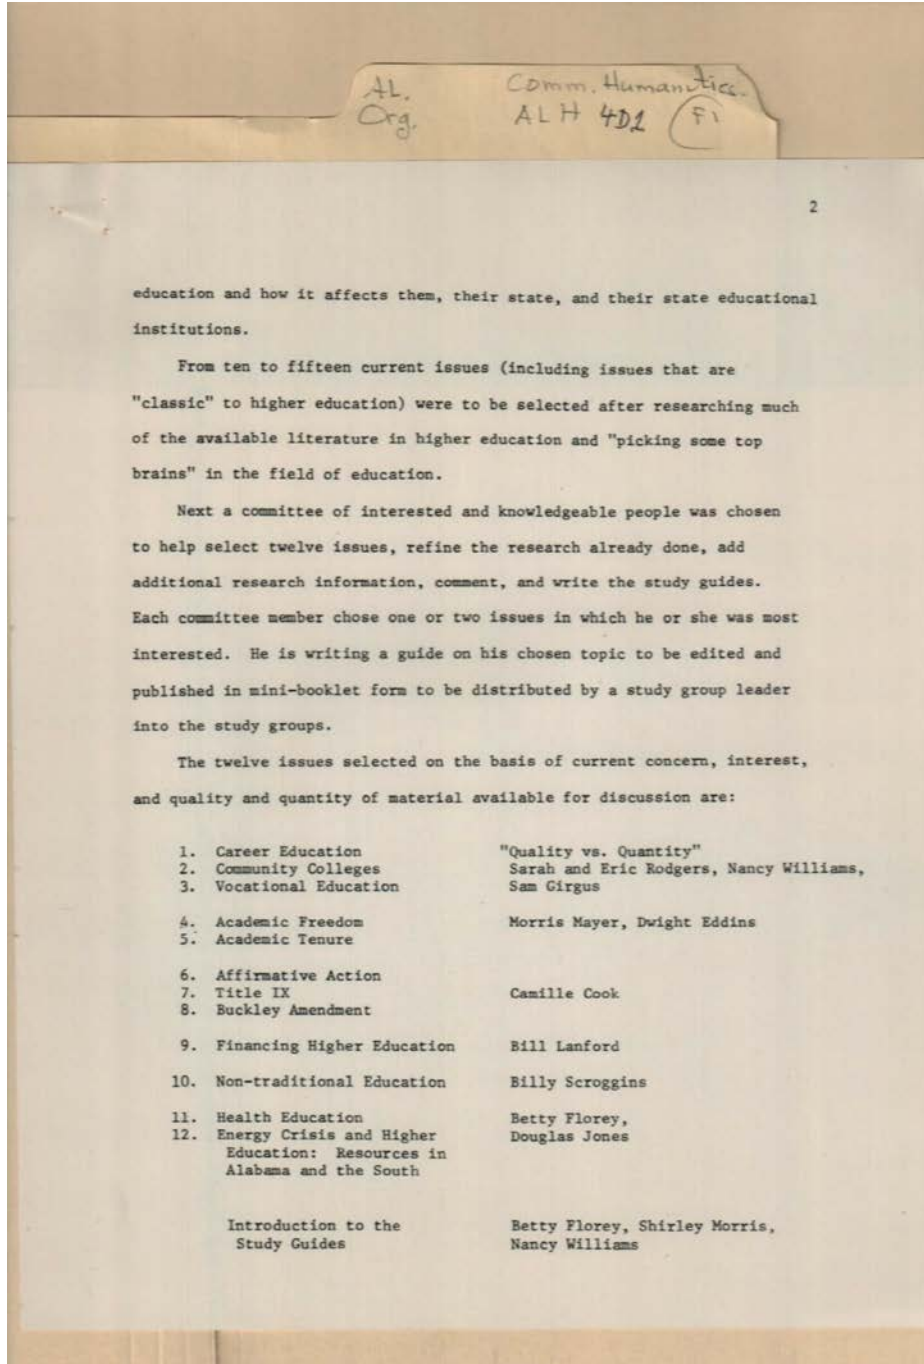 AL. Comm. Humanities.
Org. ALH 4D1 F1
2
education and how it affects them, their state, and their state educational
institutions.
From ten to fifteen current issues (including issues that are
"classic" to higher education) were to be selected after researching much
of the available literature in higher education and "picking some top
brains" in the field of education.
Next a committee of interested and knowledgeable people was chosen
to help select twelve issues, refine the research already done, add
additional research information, comment, and write the study guides.
Each committee member chose one or two issues in which he or she was most
interested. He is writing a guide on his chosen topic to be edited and
published in mini-booklet form to be distributed by a study group leader
into the study groups.
The twelve issues selected on the basis of current concern, interest,
and quality and quantity of material available for discussion are:
1. Career Education "Quality vs. Quantity"
2. Community Colleges Sarah and Eric Rodgers, Nancy Williams,
3. Vocational Education Sam Girgus
4. Academic Freedom Morris Mayer, Dwight Eddins
5. Academic Tenure
6. Affirmative Action
7. Title IX Camille Cook
8. Buckley Amendment
9. Financing Higher Education Bill Lanford
10. Non-traditional Education Billy Scroggins
11. Health Education Betty Florey,
12. Energy Crisis and Higher Douglas Jones
Education: Resources in
Alabama and the South
Introduction to the Betty Florey, Shirley Morris,
Study Guides Nancy Williams